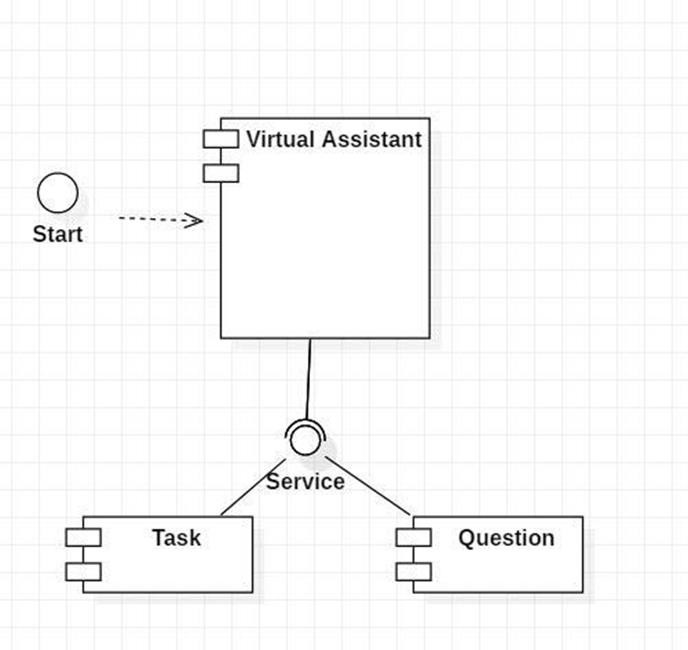 Virtual Assistant
Start
Service
Task
Question